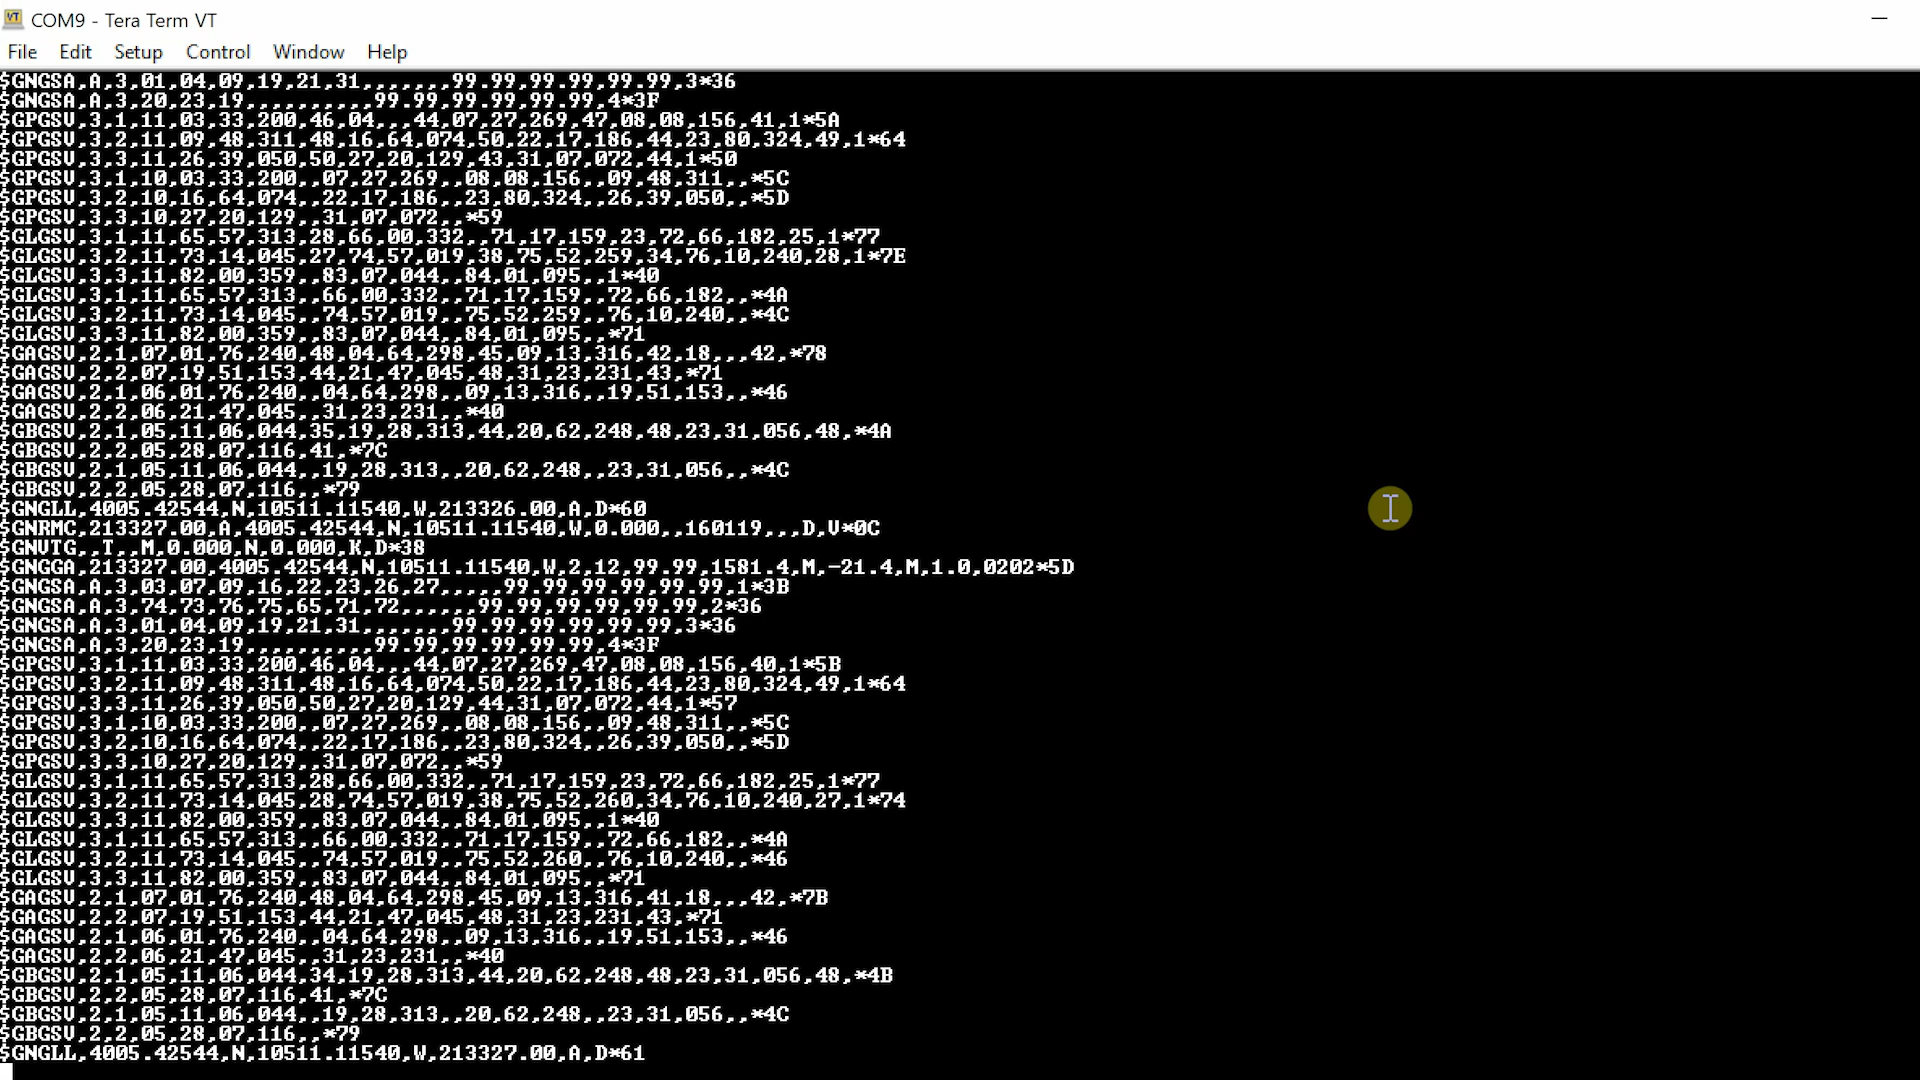 COM9 - Tera Term VT
File Edit Setup Control Window Help
$GNGSA,A,3,01,04,09,19,21,31,,,,,,,99.99,99.99,99.99,3*36
$GNGSA,A,3,20,23,19,,,,,,,,,,99.99,99.99,99.99,4*3F
$GPGSV,3,1,11,03,33,200,46,04,,,44,07,27,269,47,08,08,156,41,1*5A
$GPGSV,3,2,11,09,48,311,48,16,64,074,50,22,17,186,44,23,80,324,49,1*64
$GPGSV,3,3,11,26,39,050,50,27,20,129,43,31,07,072,44,1*50
$GPGSV,3,1,10,03,33,200,,07,27,269,,08,08,156,,09,48,311,,*5C
$GPGSV,3,2,10,16,64,074,,22,17,186,,23,80,324,,26,39,050,,*5D
$GPGSV,3,3,10,27,20,129,,31,07,072,,*59
$GLGSV,3,1,11,65,57,313,28,66,00,332,,71,17,159,23,72,66,182,25,1*77
$GLGSV,3,2,11,73,14,045,27,74,57,019,38,75,52,259,34,76,10,240,28,1*7E
$GLGSV,3,3,11,82,00,359,,83,07,044,,84,01,095,,1*40
$GLGSV,3,1,11,65,57,313,,66,00,332,,71,17,159,,72,66,182,,*4A
$GLGSV,3,2,11,73,14,045,,74,57,019,,75,52,259,,76,10,240,,*4C
$GLGSV,3,3,11,82,00,359,,83,07,044,,84,01,095,,*71
$GAGSV,2,1,07,01,76,240,48,04,64,298,45,09,13,316,42,18,,,42,*78
$GAGSV,2,2,07,19,51,153,44,21,47,045,48,31,23,231,43,*71
$GAGSV,2,1,06,01,76,240,,04,64,298,,09,13,316,,19,51,153,,*46
$GAGSV,2,2,06,21,47,045,,31,23,231,,*40
$GBGSV,2,1,05,11,06,044,35,19,28,313,44,20,62,248,48,23,31,056,48,*4A
$GBGSV,2,2,05,28,07,116,41,*7C
$GBGSV,2,1,05,11,06,044,,19,28,313,,20,62,248,,23,31,056,,*4C
$GBGSV,2,2,05,28,07,116,,*79
$GNGLL,4005.42544,N,10511.11540,W,213326.00,A,D*60
$GNRMC,213327.00,A,4005.42544,N,10511.11540,W,0.000,,160119,,,D,V*0C
$GNVTG,,T,,M,0.000,N,0.000,K,D*38
$GNGGA,213327.00,4005.42544,N,10511.11540,W,2,12,99.99,1581.4,M,-21.4,M,1.0,0202*5D
$GNGSA,A,3,03,07,09,16,22,23,26,27,,,,,99.99,99.99,99.99,1*3B
$GNGSA,A,3,74,73,76,75,65,71,72,,,,,,99.99,99.99,99.99,2*36
$GNGSA,A,3,01,04,09,19,21,31,,,,,,,99.99,99.99,99.99,3*36
$GNGSA,A,3,20,23,19,,,,,,,,,,99.99,99.99,99.99,4*3F
$GPGSV,3,1,11,03,33,200,46,04,,,44,07,27,269,47,08,08,156,40,1*5B
$GPGSV,3,2,11,09,48,311,48,16,64,074,50,22,17,186,44,23,80,324,49,1*64
$GPGSV,3,3,11,26,39,050,50,27,20,129,44,31,07,072,44,1*57
$GPGSV,3,1,10,03,33,200,,07,27,269,,08,08,156,,09,48,311,,*5C
$GPGSV,3,2,10,16,64,074,,22,17,186,,23,80,324,,26,39,050,,*5D
$GPGSV,3,3,10,27,20,129,,31,07,072,,*59
$GLGSV,3,1,11,65,57,313,28,66,00,332,,71,17,159,23,72,66,182,25,1*77
$GLGSV,3,2,11,73,14,045,28,74,57,019,38,75,52,260,34,76,10,240,27,1*74
$GLGSV,3,3,11,82,00,359,,83,07,044,,84,01,095,,1*40
$GLGSV,3,1,11,65,57,313,,66,00,332,,71,17,159,,72,66,182,,*4A
$GLGSV,3,2,11,73,14,045,,74,57,019,,75,52,260,,76,10,240,,*46
$GLGSV,3,3,11,82,00,359,,83,07,044,,84,01,095,,*71
$GAGSV,2,1,07,01,76,240,48,04,64,298,45,09,13,316,41,18,,,42,*7B
$GAGSV,2,2,07,19,51,153,44,21,47,045,48,31,23,231,43,*71
$GAGSV,2,1,06,01,76,240,,04,64,298,,09,13,316,,19,51,153,,*46
$GAGSV,2,2,06,21,47,045,,31,23,231,,*40
$GBGSV,2,1,05,11,06,044,34,19,28,313,44,20,62,248,48,23,31,056,48,*4B
$GBGSV,2,2,05,28,07,116,41,*7C
$GBGSV,2,1,05,11,06,044,,19,28,313,,20,62,248,,23,31,056,,*4C
$GBGSV,2,2,05,28,07,116,,*79
$GNGLL,4005.42544,N,10511.11540,W,213327.00,A,D*61